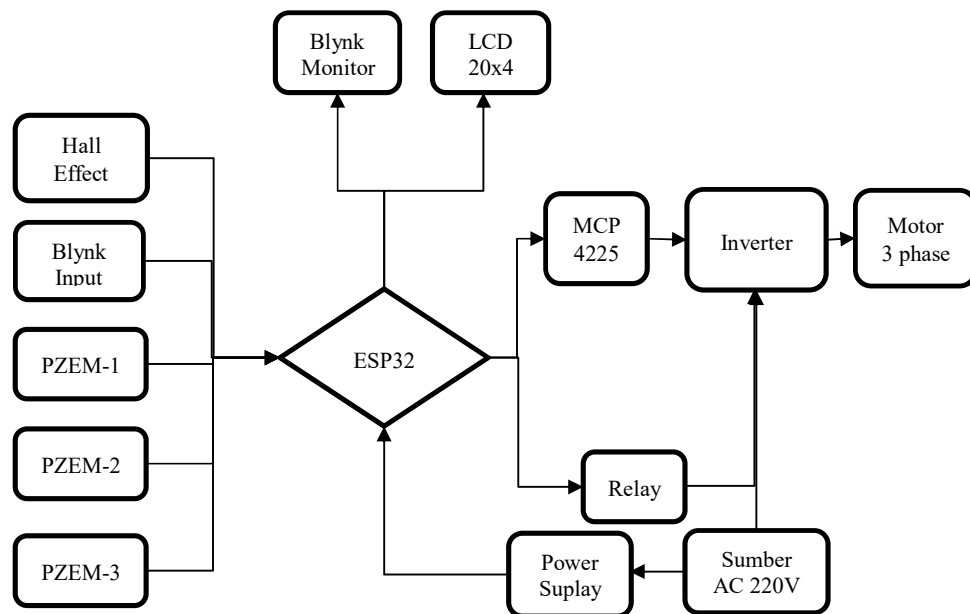 Blynk
Monitor
LCD
20x4
Hall
Effect
Blynk
Input
PZEM-1
PZEM-2
PZEM-3
ESP32
MCP
4225
Inverter
Motor
3 phase
Relay
Power
Suplay
Sumber
AC 220V